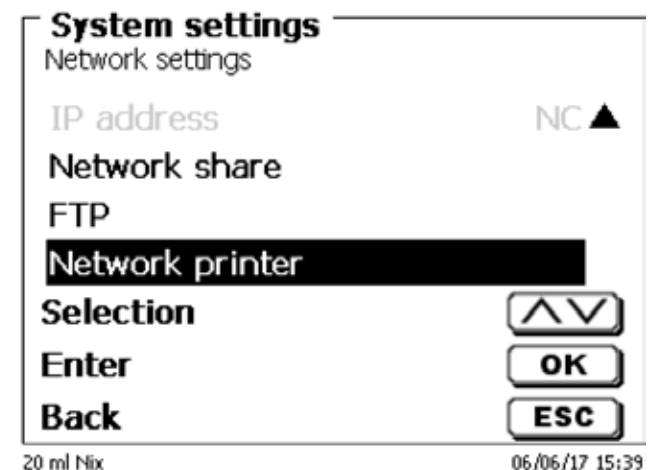 System settings
Network settings
IP address NC
Network share
FTP
Network printer
Selection
Enter OK
Back ESC
20 ml Nix 06/06/17 15:39